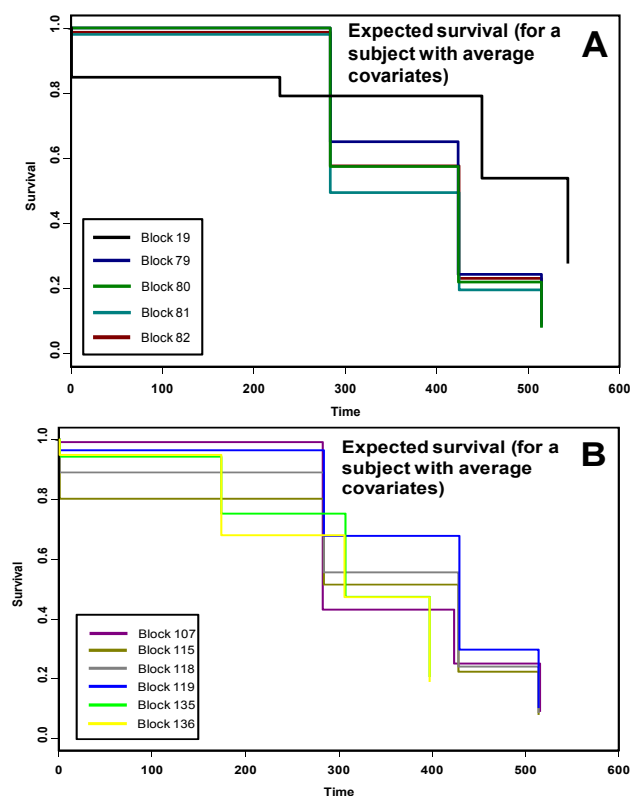 Expected survival (for a
subject with average
covariates)
A
1.0
0.8
0.6
0.4
0.2
0.0
Survival
Block 19
Block 79
Block 80
Block 81
Block 82
0 100 200 300 400 500 600
Time
Expected survival (for a
subject with average
covariates)
B
1.0
0.8
0.6
0.4
0.2
0.0
Survival
Block 107
Block 115
Block 118
Block 119
Block 135
Block 136
0 100 200 300 400 500 600
Time